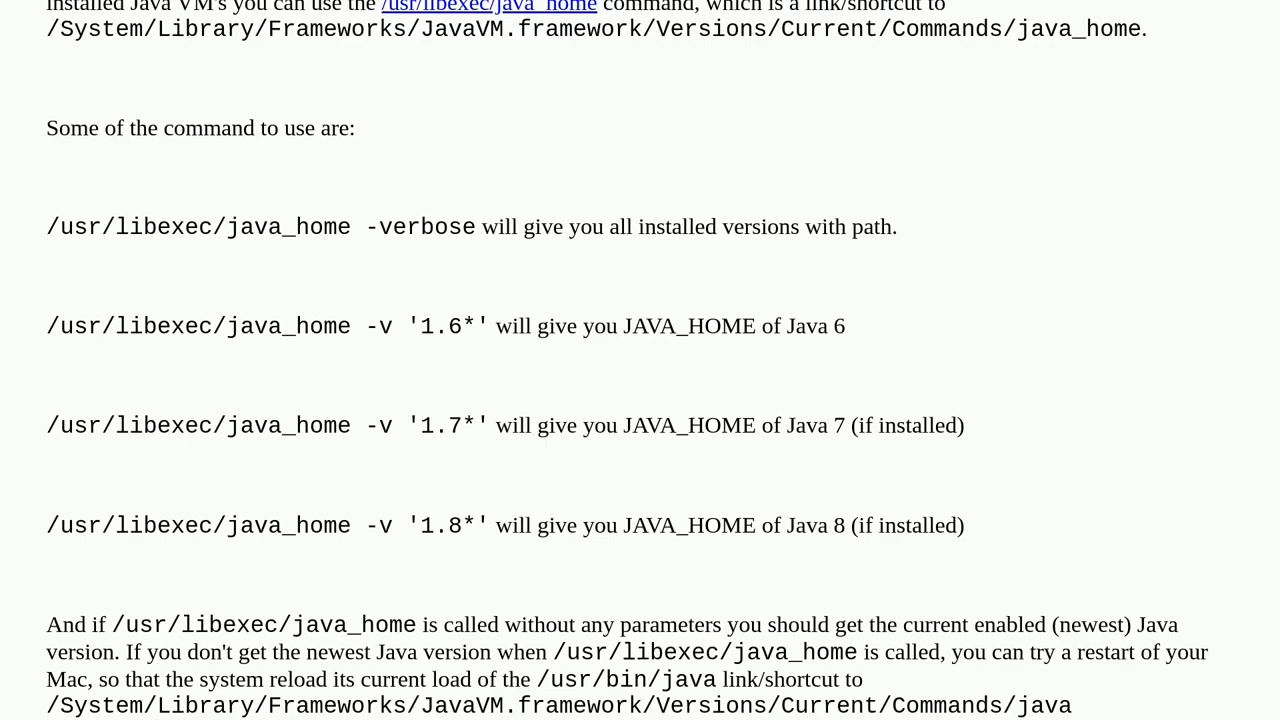 installed Java VM's you can use the /usr/libexec/java_home command, which is a link/shortcut to
/System/Library/Frameworks/JavaVM.framework/Versions/Current/Commands/java_home.
Some of the command to use are:
/usr/libexec/java_home -verbose will give you all installed versions with path.
/usr/libexec/java_home -v '1.6*' will give you JAVA_HOME of Java 6
/usr/libexec/java_home -v '1.7*' will give you JAVA_HOME of Java 7 (if installed)
/usr/libexec/java_home -v '1.8*' will give you JAVA_HOME of Java 8 (if installed)
And if /usr/libexec/java_home is called without any parameters you should get the current enabled (newest) Java
version. If you don't get the newest Java version when /usr/libexec/java_home is called, you can try a restart of your
Mac, so that the system reload its current load of the /usr/bin/java link/shortcut to
/System/Library/Frameworks/JavaVM.framework/Versions/Current/Commands/java